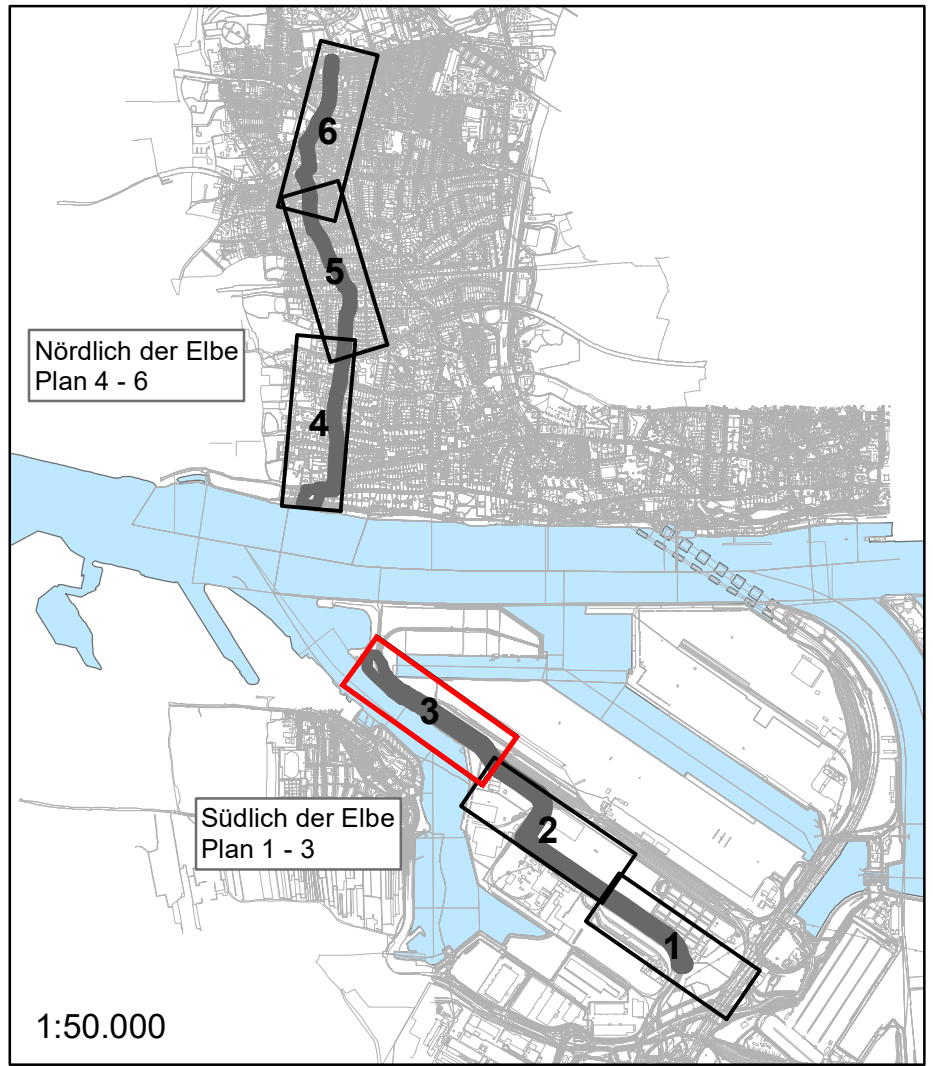 6
5
Nördlich der Elbe
Plan 4 - 6
4
3
Südlich der Elbe
Plan 1 - 3
2
1
1:50.000